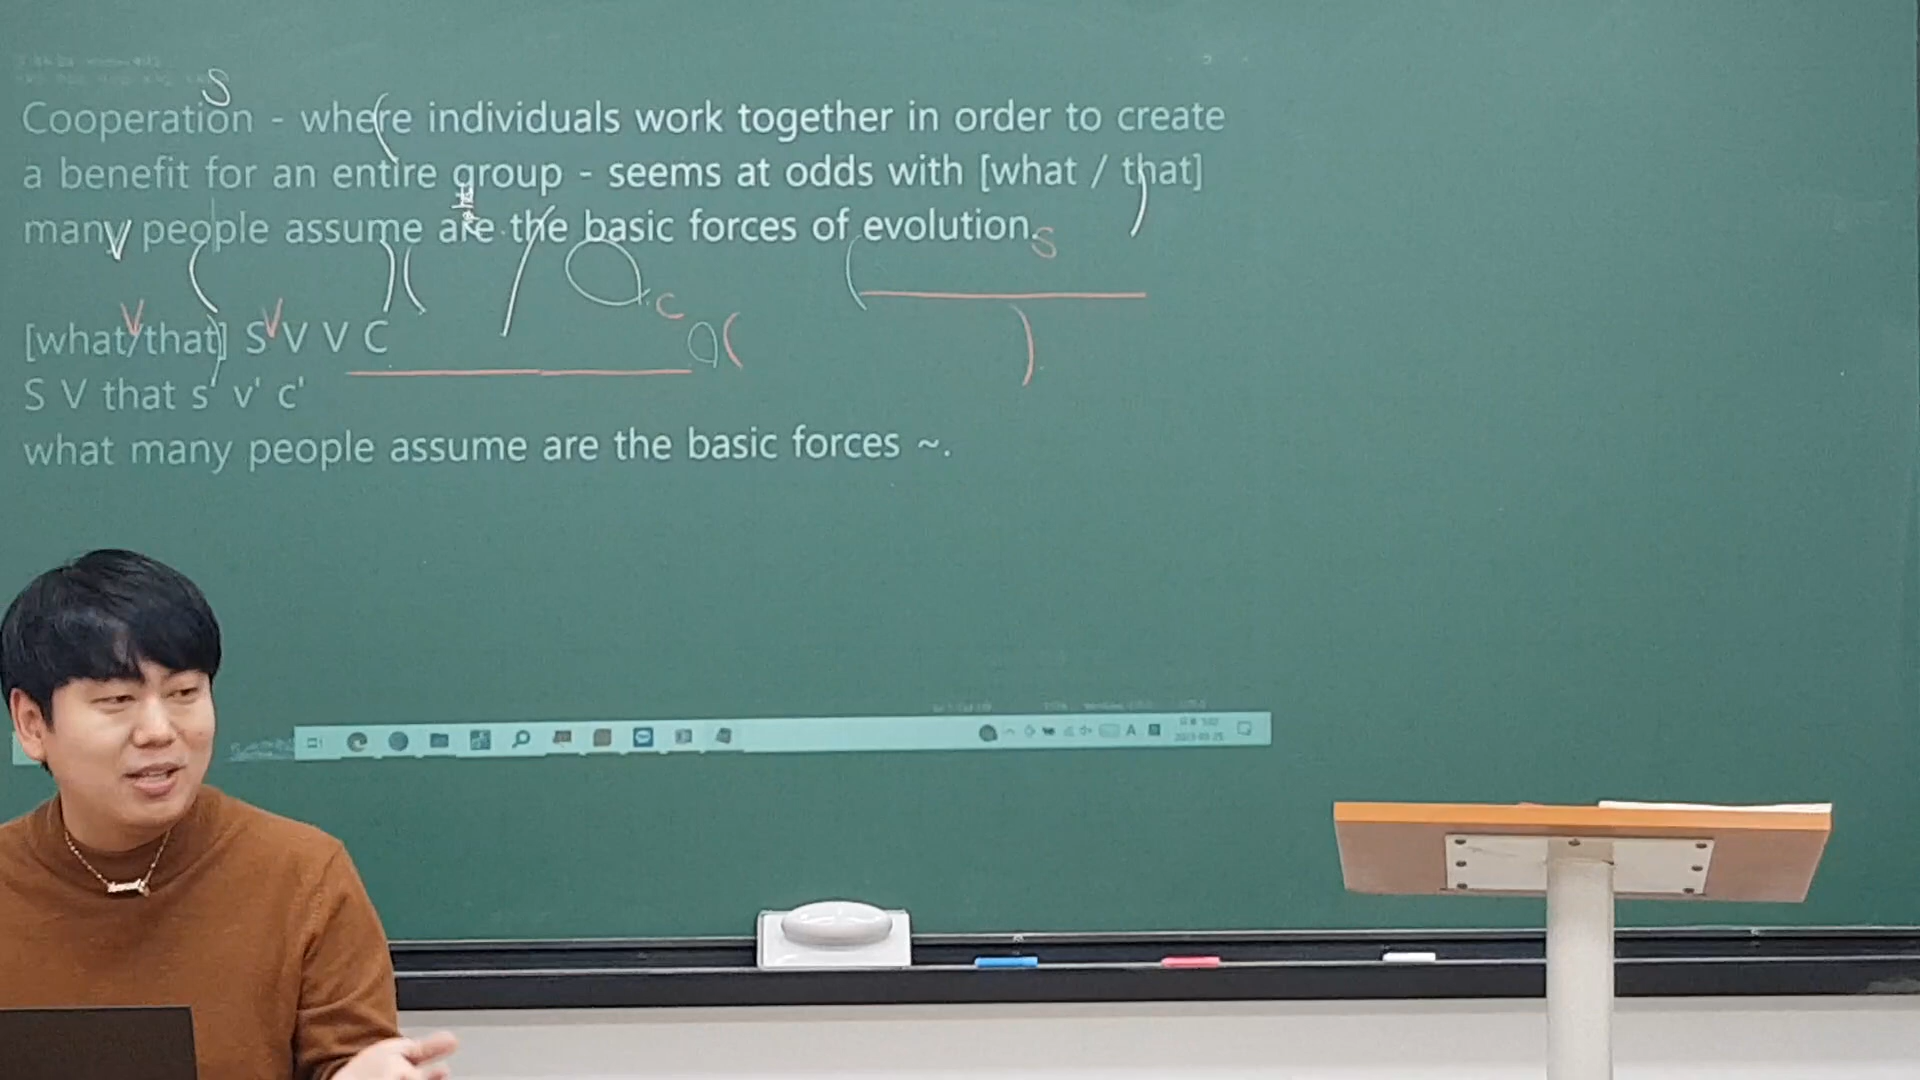 S
Cooperation - where individuals work together in order to create
a benefit for an entire group - seems at odds with [what / that]
many people assume are the basic forces of evolution.
V
S
V V C
[what/that] S V V C
S V that s' v' c'
what many people assume are the basic forces ~.
A